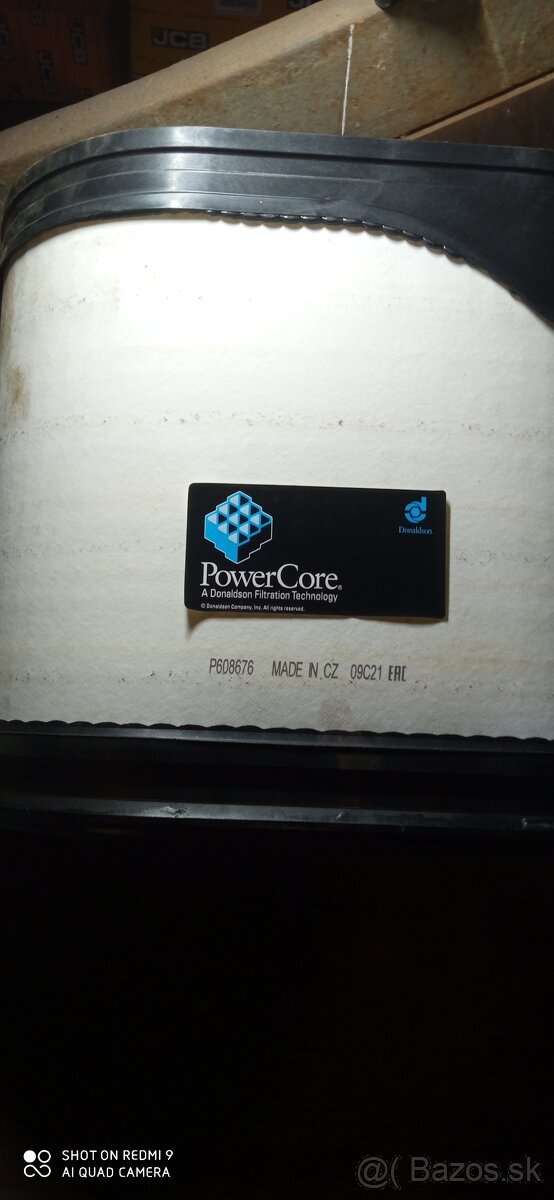 JCB
JCB
Donaldson
PowerCore®
A Donaldson Filtration Technology
© Donaldson Company, Inc. All rights reserved.
P608676 MADE IN CZ 09C21 EAC
SHOT ON REDMI 9
AI QUAD CAMERA
@( Bazos.sk